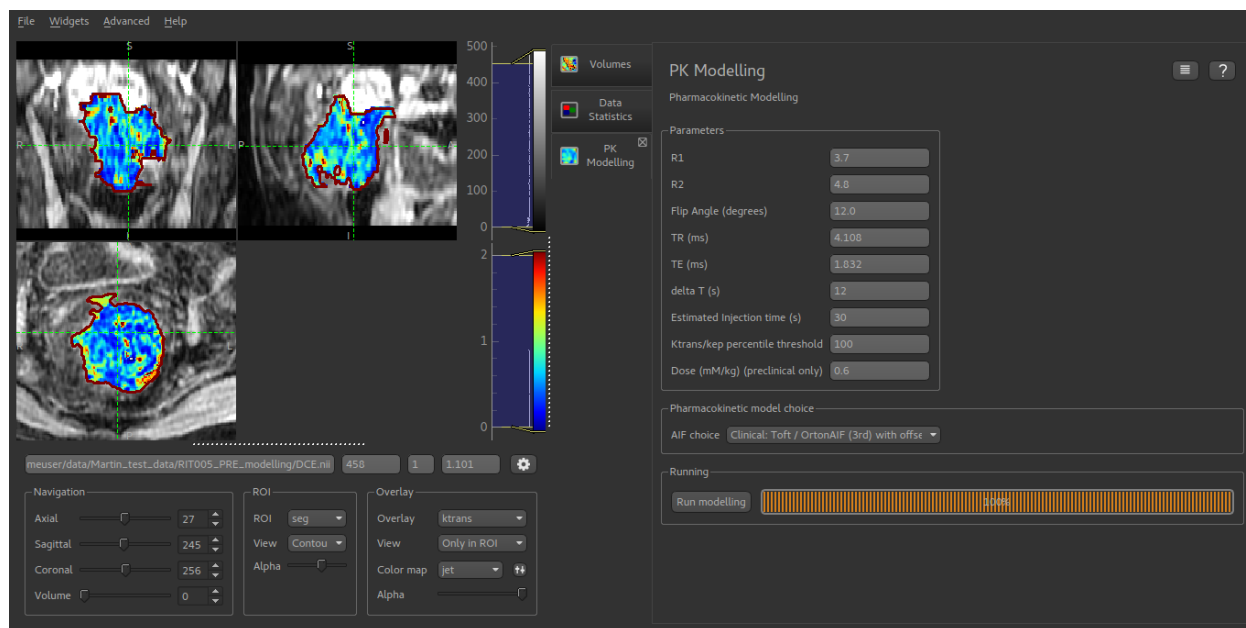 File Widgets Advanced Help
S
S
R
L
P
I
I
R
L
500
400
300
200
100
0
2
1
0
Volumes
Data
Statistics
PK
Modelling
PK Modelling
?
Pharmacokinetic Modelling
Parameters
R1 3.7
R2 4.8
Flip Angle (degrees) 12.0
TR (ms) 4.108
TE (ms) 1.832
delta T (s) 12
Estimated Injection time (s) 30
Ktrans/kep percentile threshold 100
Dose (mM/kg) (preclinical only) 0.6
Pharmacokinetic model choice
AIF choice Clinical: Toft / OrtonAIF (3rd) with offse
Running
Run modelling 100%
meuser/data/Martin_test_data/RIT005_PRE_modelling/DCE.nii 458 1 1.101
Navigation
Axial 27
Sagittal 245
Coronal 256
Volume 0
ROI
ROI seg
View Contou
Alpha
Overlay
Overlay ktrans
View Only in ROI
Color map jet
Alpha